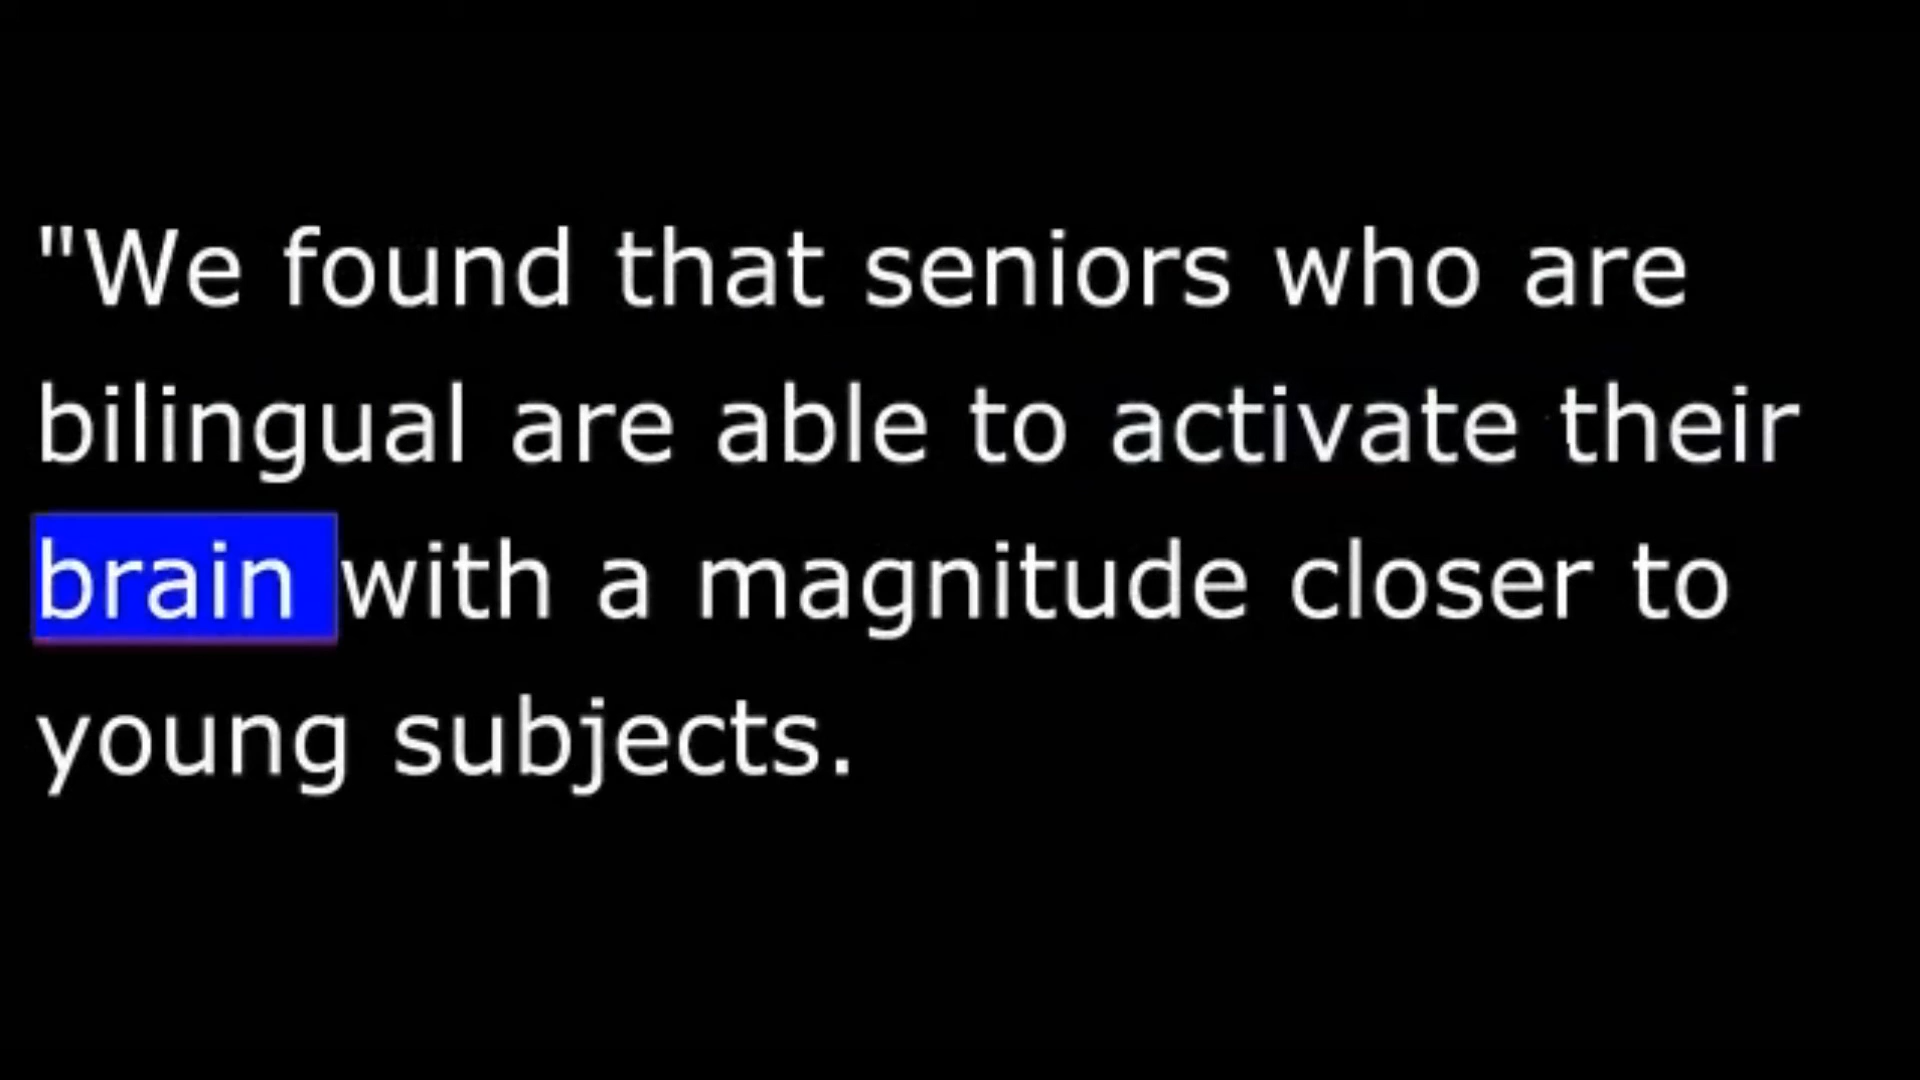 "We found that seniors who are
bilingual are able to activate their
brain with a magnitude closer to
young subjects.